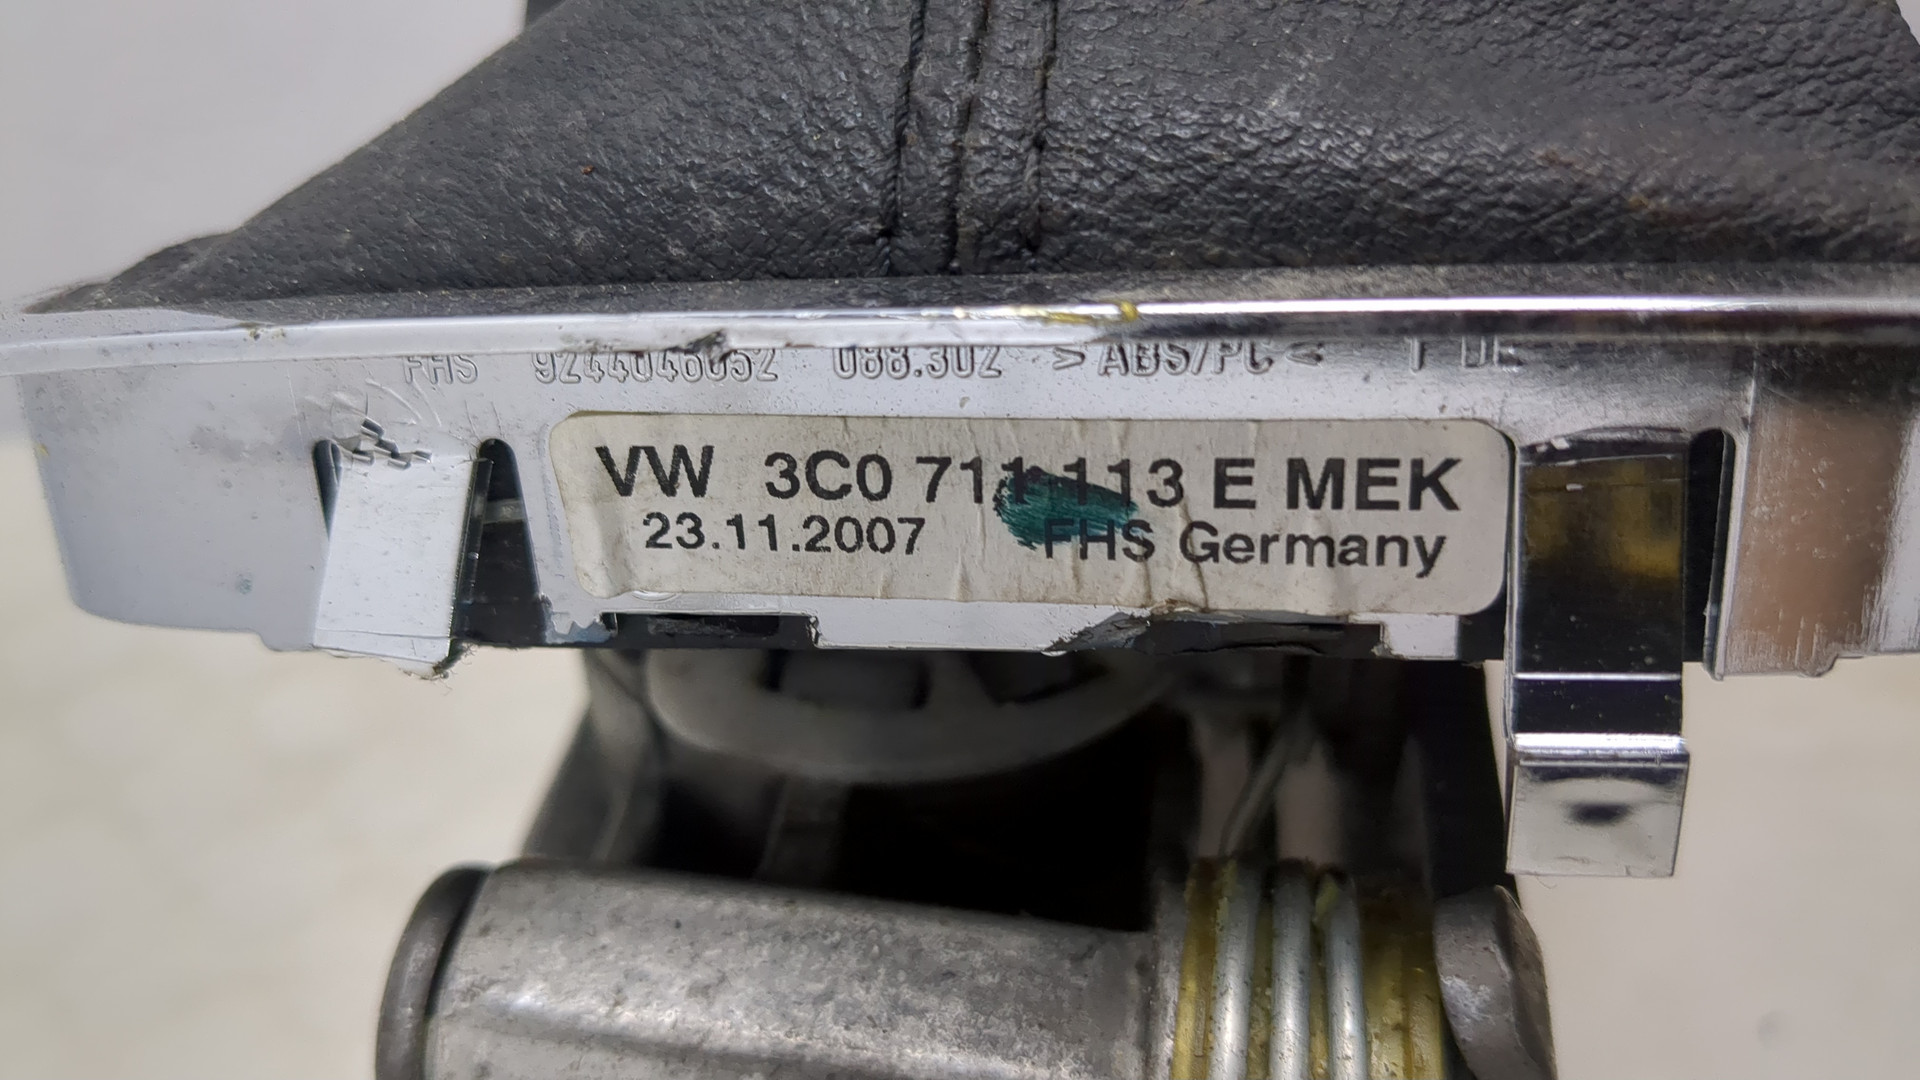 FHS 9244046052 088.302 >ABS/PC<
VW 3C0 711 113 E MEK
23.11.2007 FHS Germany